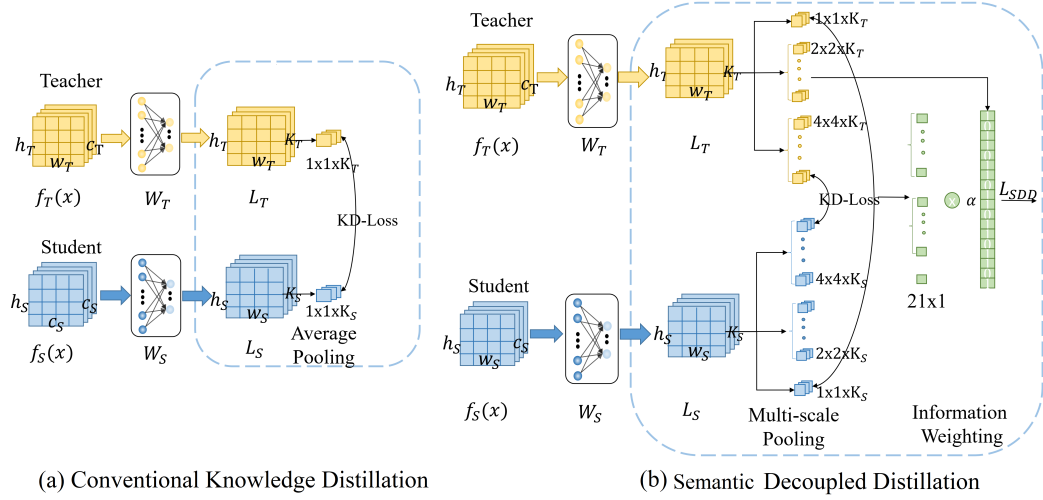 Teacher
h_T
w_T
c_T
f_T(x)
W_T
h_T
w_T
K_T
L_T
1x1xK_T
KD-Loss
Student
h_S
c_S
c_S
f_S(x)
W_S
h_S
w_S
K_S
L_S
1x1xK_S
Average
Pooling
(a) Conventional Knowledge Distillation
Teacher
h_T
w_T
c_T
f_T(x)
W_T
h_T
w_T
K_T
L_T
1x1xK_T
2x2xK_T
4x4xK_T
KD-Loss
Student
h_S
w_S
c_S
f_S(x)
W_S
h_S
w_S
K_S
L_S
4x4xK_S
2x2xK_S
1x1xK_S
Multi-scale
Pooling
21x1
x
α
L_SDD
Information
Weighting
(b) Semantic Decoupled Distillation